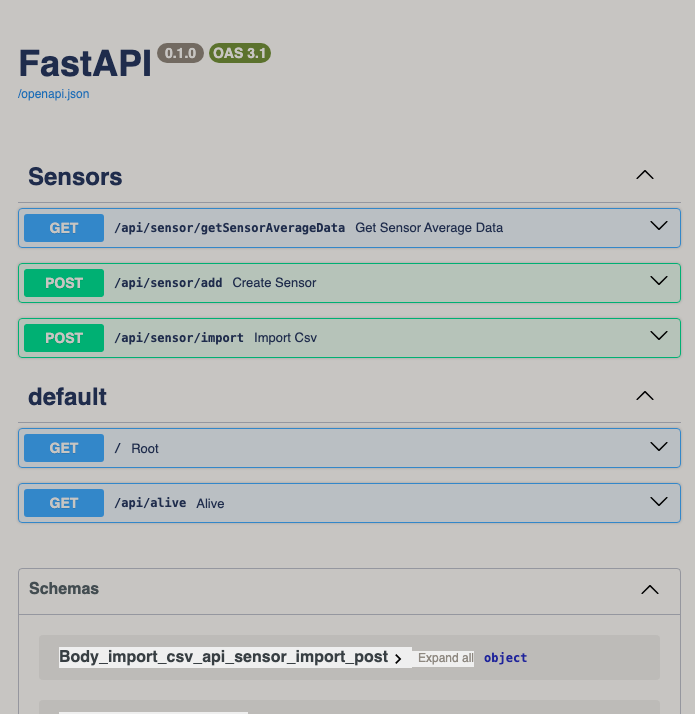 FastAPI 0.1.0 OAS 3.1
/openapi.json
Sensors
GET /api/sensor/getSensorAverageData Get Sensor Average Data
POST /api/sensor/add Create Sensor
POST /api/sensor/import Import Csv
default
GET / Root
GET /api/alive Alive
Schemas
Body_import_csv_api_sensor_import_post Expand all object